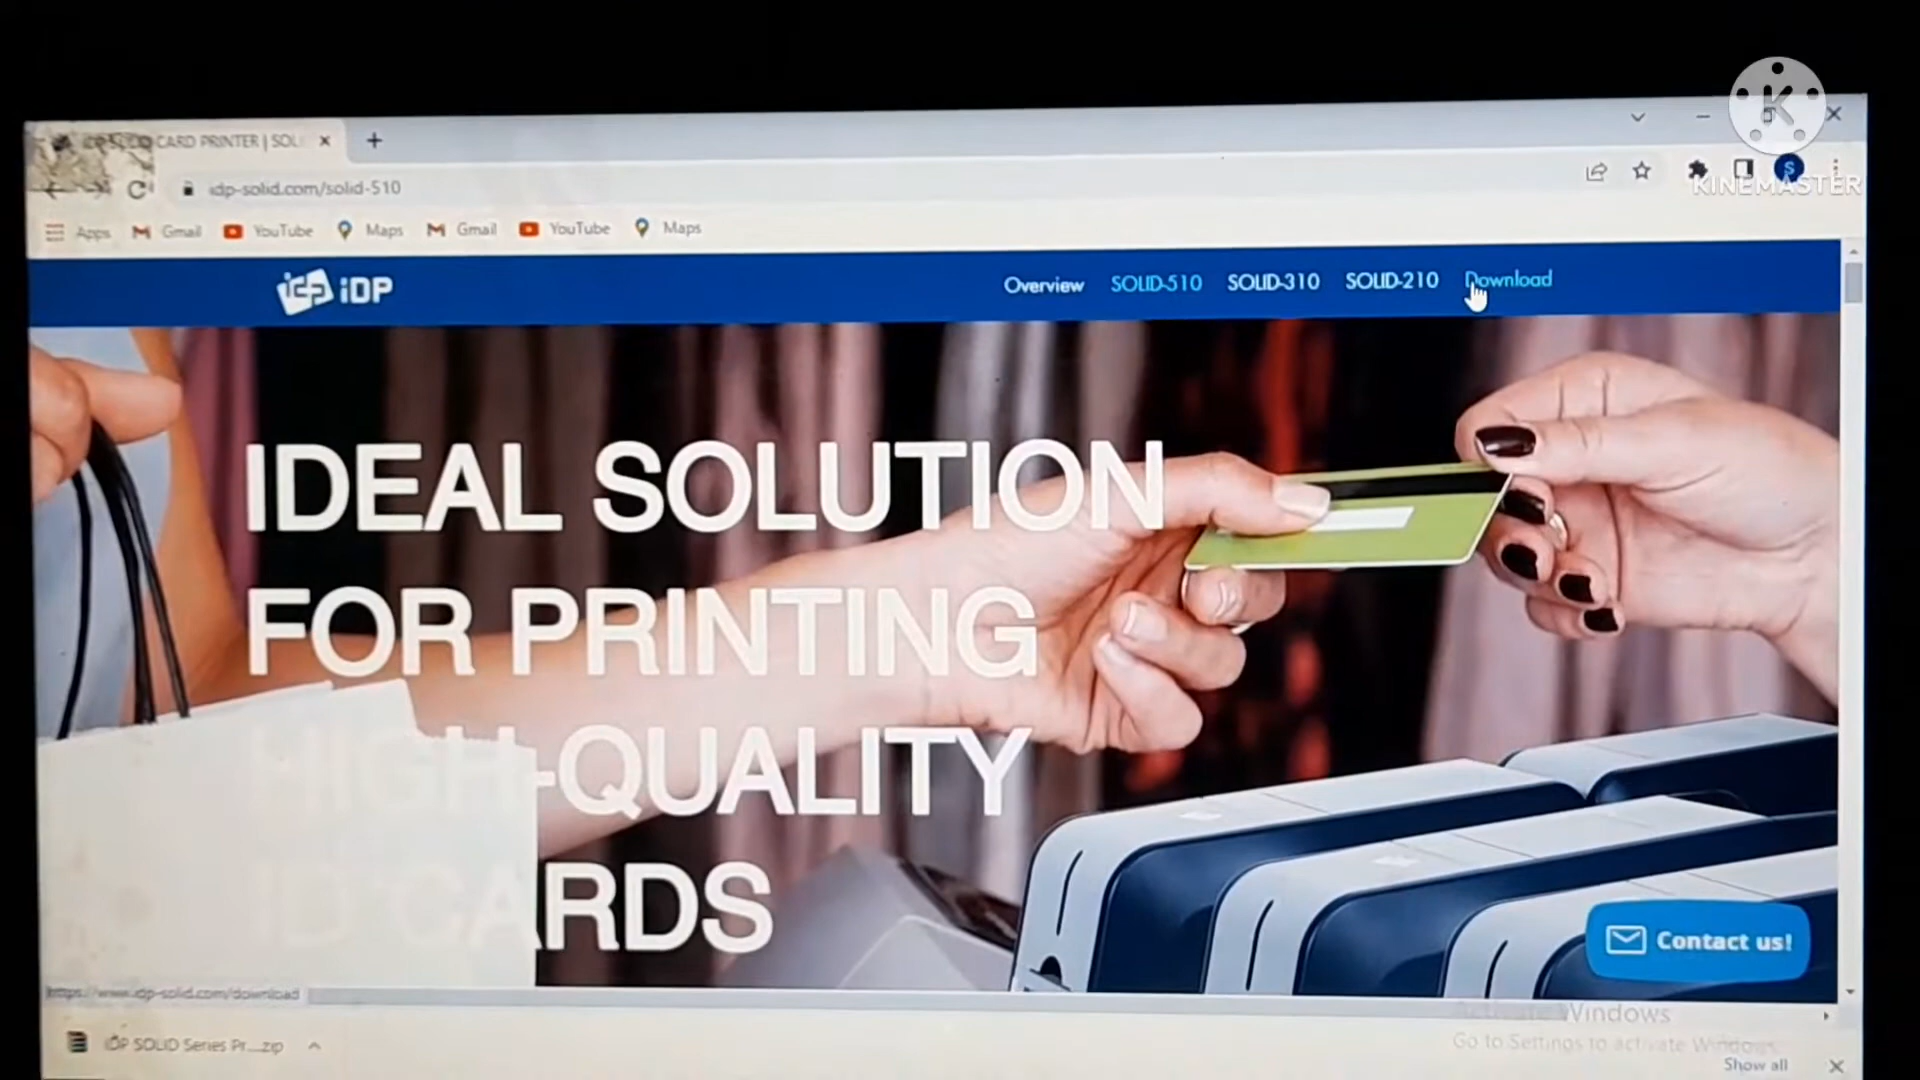 K
KINEMASTER
CARD PRINTER | SOLI
idp-solid.com/solid-510
S
Apps Gmail YouTube Maps Gmail YouTube Maps
iDP
Overview SOLID-510 SOLID-310 SOLID-210 Download
IDEAL SOLUTION
FOR PRINTING
HIGH-QUALITY
ID CARDS
Contact us!
https://www.idp-solid.com/download
Activate Windows
Go to Settings to activate Windows.
IDP SOLID Series Pr....zip
Show all